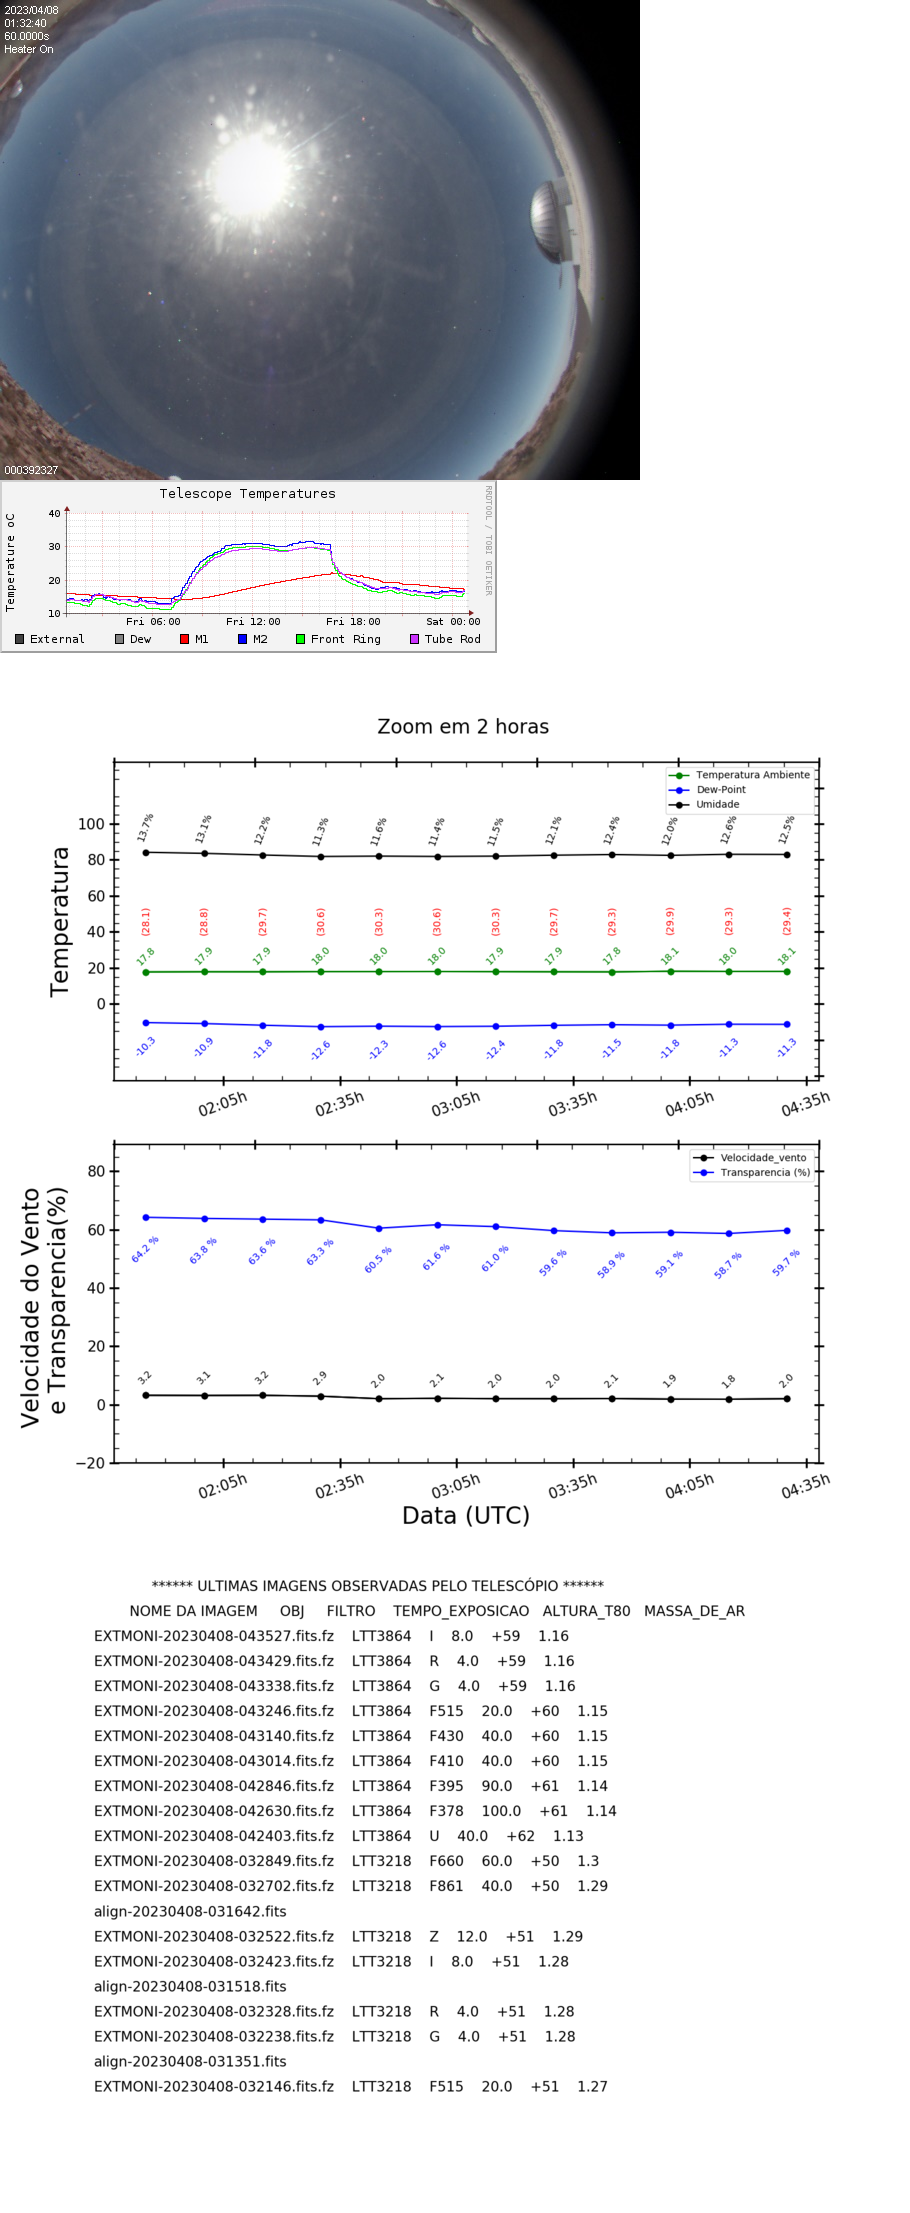 2023/04/08
01:32:40
60.0000s
Heater On
000392327
Telescope Temperatures
RRDTOOL / TOBI OETIKER
Temperature oC
40
30
20
10
Fri 06:00 Fri 12:00 Fri 18:00 Sat 00:00
External Dew M1 M2 Front Ring Tube Rod
Zoom em 2 horas
Temperatura Ambiente
Dew-Point
Umidade
Temperatura
100
80
60
40
20
0
13.7% 13.1% 12.2% 11.3% 11.6% 11.4% 11.5% 12.1% 12.4% 12.0% 12.6% 12.5%
(28.1) (28.8) (29.7) (30.6) (30.3) (30.6) (30.3) (29.7) (29.3) (29.9) (29.3) (29.4)
17.8 17.9 17.9 18.0 18.0 18.0 17.9 17.9 17.8 18.1 18.0 18.1
-10.3 -10.9 -11.8 -12.6 -12.3 -12.6 -12.4 -11.8 -11.5 -11.8 -11.3 -11.3
02:05h 02:35h 03:05h 03:35h 04:05h 04:35h
Velocidade_vento
Transparencia (%)
Velocidade do Vento
e Transparencia(%)
80
60
40
20
0
−20
64.2 % 63.8 % 63.6 % 63.3 % 60.5 % 61.6 % 61.0 % 59.6 % 58.9 % 59.1 % 58.7 % 59.7 %
3.2 3.1 3.2 2.9 2.0 2.1 2.0 2.0 2.1 1.9 1.8 2.0
02:05h 02:35h 03:05h 03:35h 04:05h 04:35h
Data (UTC)
****** ULTIMAS IMAGENS OBSERVADAS PELO TELESCÓPIO ******
NOME DA IMAGEM OBJ FILTRO TEMPO_EXPOSICAO ALTURA_T80 MASSA_DE_AR
EXTMONI-20230408-043527.fits.fz LTT3864 I 8.0 +59 1.16
EXTMONI-20230408-043429.fits.fz LTT3864 R 4.0 +59 1.16
EXTMONI-20230408-043338.fits.fz LTT3864 G 4.0 +59 1.16
EXTMONI-20230408-043246.fits.fz LTT3864 F515 20.0 +60 1.15
EXTMONI-20230408-043140.fits.fz LTT3864 F430 40.0 +60 1.15
EXTMONI-20230408-043014.fits.fz LTT3864 F410 40.0 +60 1.15
EXTMONI-20230408-042846.fits.fz LTT3864 F395 90.0 +61 1.14
EXTMONI-20230408-042630.fits.fz LTT3864 F378 100.0 +61 1.14
EXTMONI-20230408-042403.fits.fz LTT3864 U 40.0 +62 1.13
EXTMONI-20230408-032849.fits.fz LTT3218 F660 60.0 +50 1.3
EXTMONI-20230408-032702.fits.fz LTT3218 F861 40.0 +50 1.29
align-20230408-031642.fits
EXTMONI-20230408-032522.fits.fz LTT3218 Z 12.0 +51 1.29
EXTMONI-20230408-032423.fits.fz LTT3218 I 8.0 +51 1.28
align-20230408-031518.fits
EXTMONI-20230408-032328.fits.fz LTT3218 R 4.0 +51 1.28
EXTMONI-20230408-032238.fits.fz LTT3218 G 4.0 +51 1.28
align-20230408-031351.fits
EXTMONI-20230408-032146.fits.fz LTT3218 F515 20.0 +51 1.27